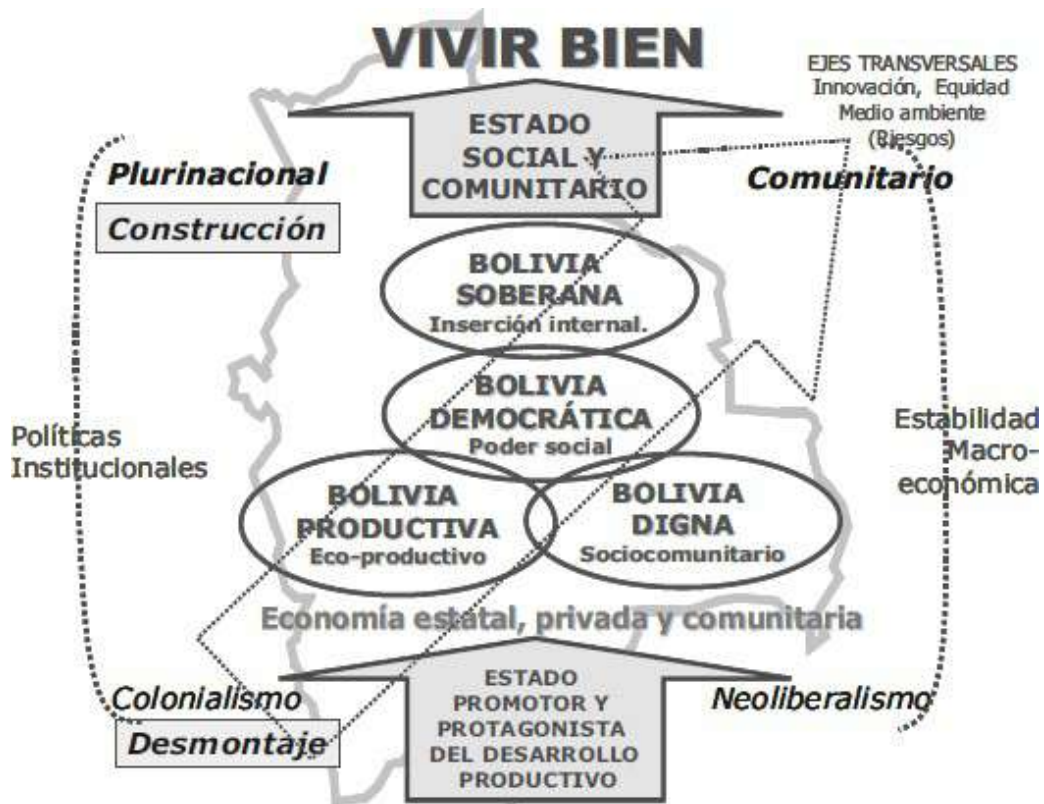 VIVIR BIEN
EJES TRANSVERSALES
Innovación, Equidad
Medio ambiente
(Riesgos)
ESTADO
SOCIAL Y
COMUNITARIO
Plurinacional
Comunitario
Construcción
BOLIVIA
SOBERANA
Inserción internal.
BOLIVIA
DEMOCRÁTICA
Poder social
Políticas
Institucionales
Estabilidad
Macro-
económica
BOLIVIA
PRODUCTIVA
Eco-productivo
BOLIVIA
DIGNA
Sociocomunitario
Economía estatal, privada y comunitaria
Colonialismo
Desmontaje
ESTADO
PROMOTOR Y
PROTAGONISTA
DEL DESARROLLO
PRODUCTIVO
Neoliberalismo